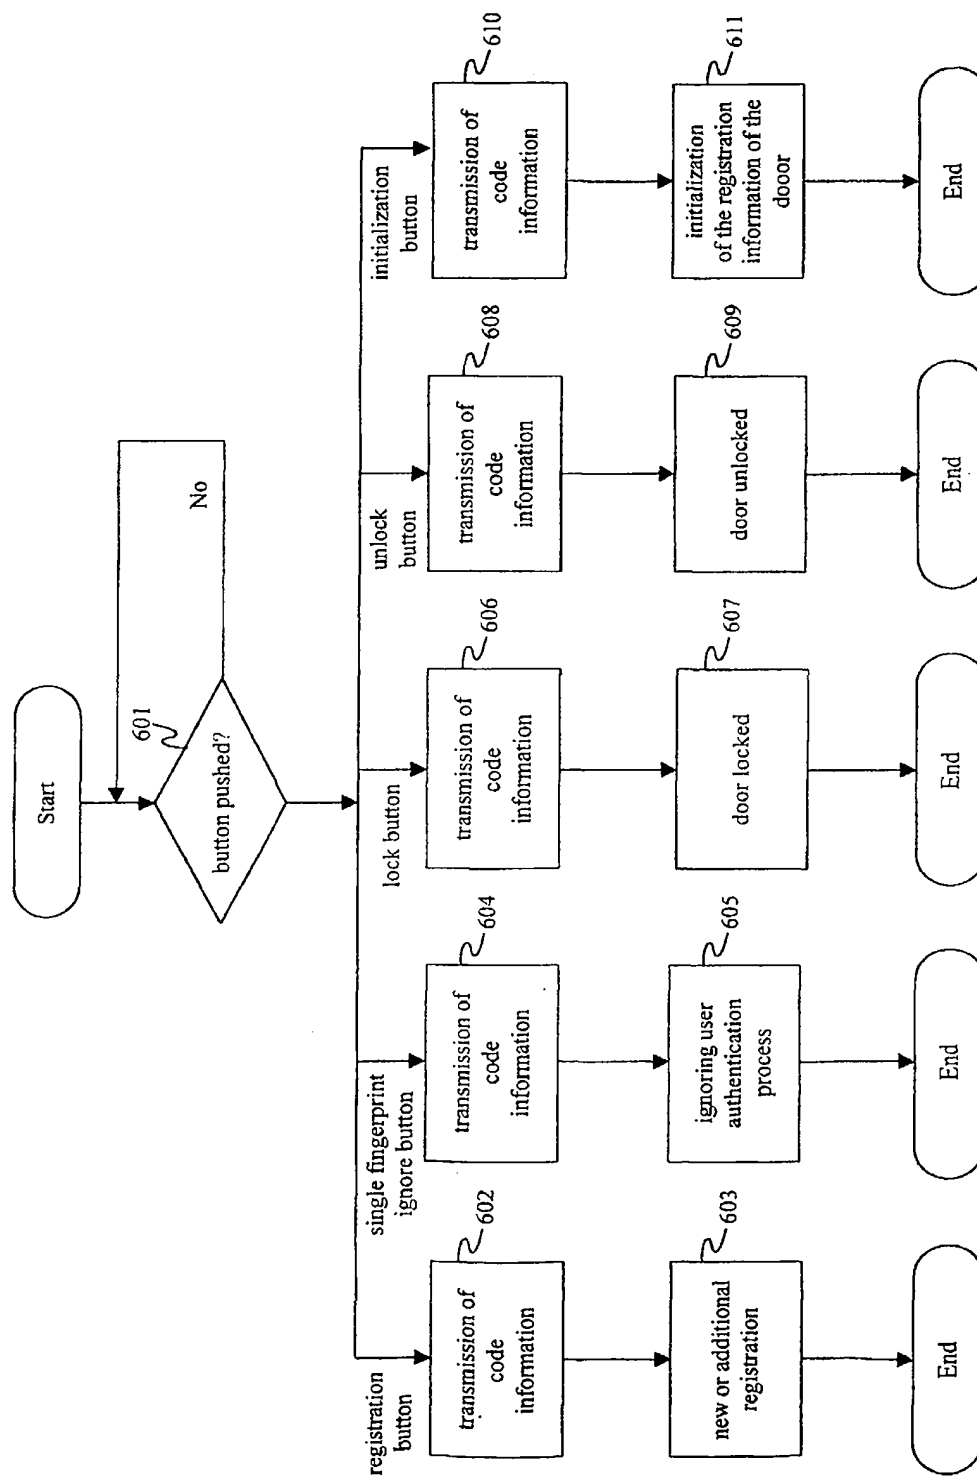 Start
601
button pushed?
No
registration
button
single fingerprint
ignore button
lock button
unlock
button
initialization
button
602
transmission of
code
information
604
transmission of
code
information
606
transmission of
code
information
608
transmission of
code
information
610
transmission of
code
information
603
new or additional
registration
605
ignoring user
authentication
process
607
door locked
609
door unlocked
611
initialization
of the registration
information of the
dooor
End
End
End
End
End